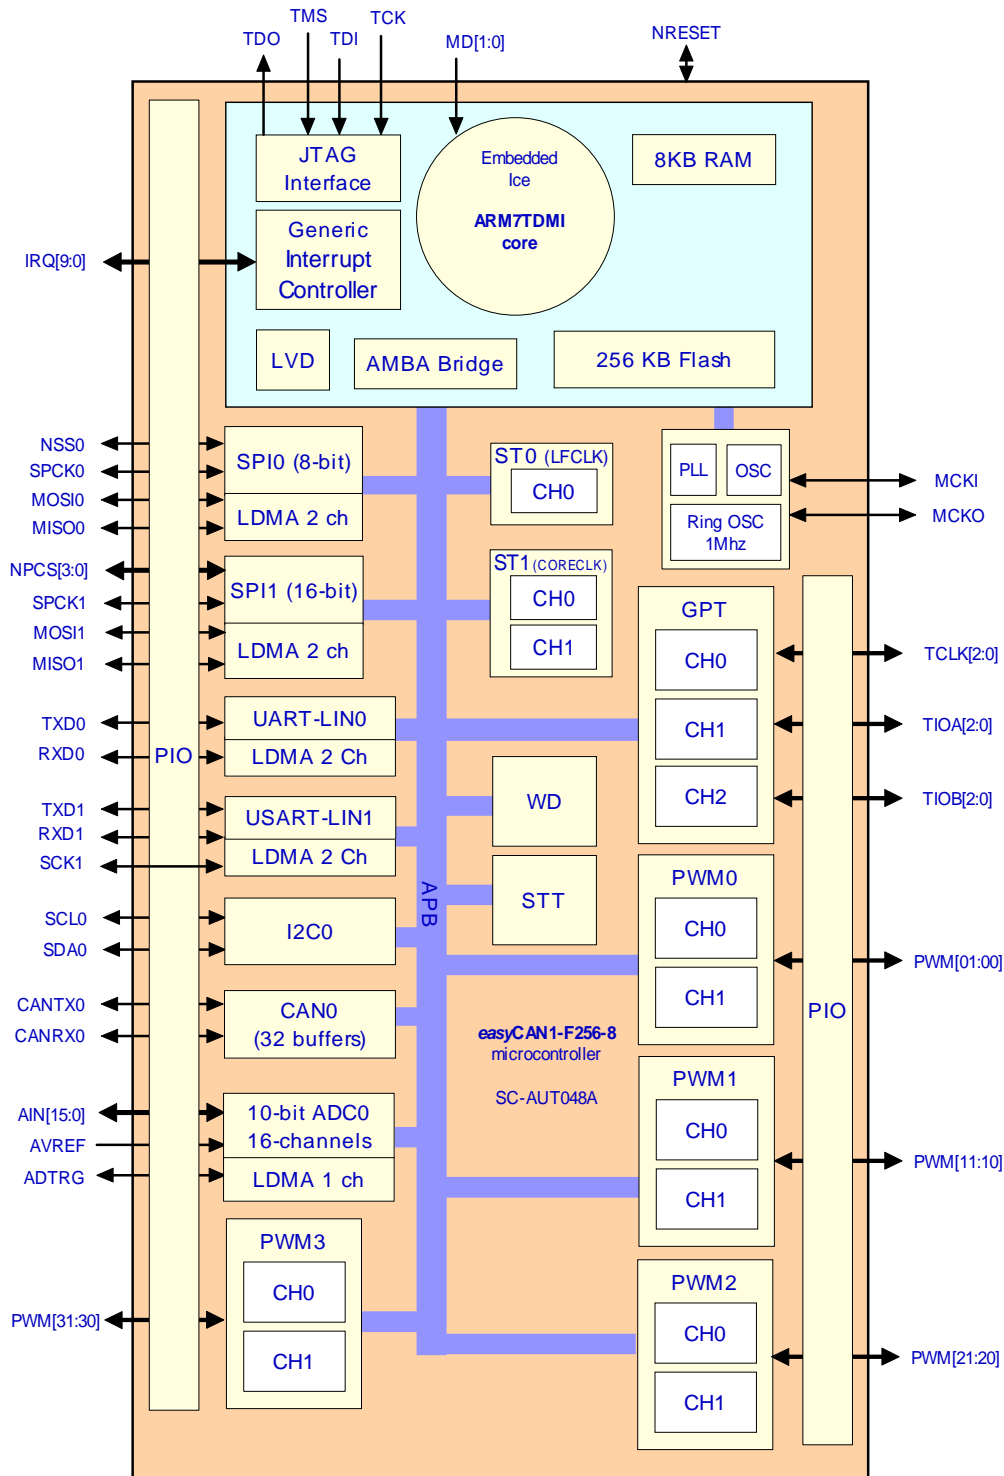 TMS
TCK
TDO
TDI
MD[1:0]
NRESET
JTAG
Interface
Embedded
Ice
ARM7TDMI
core
8KB RAM
Generic
Interrupt
Controller
IRQ[9:0]
LVD
AMBA Bridge
256 KB Flash
NSS0
SPCK0
MOSI0
MISO0
SPI0 (8-bit)
LDMA 2 ch
ST0 (LFCLK)
CH0
PLL
OSC
Ring OSC
1Mhz
MCKI
MCKO
NPCS[3:0]
SPCK1
MOSI1
MISO1
SPI1 (16-bit)
LDMA 2 ch
ST1 (CORECLK)
CH0
CH1
GPT
CH0
CH1
CH2
TCLK[2:0]
TIOA[2:0]
TIOB[2:0]
TXD0
RXD0
PIO
UART-LIN0
LDMA 2 Ch
TXD1
RXD1
SCK1
USART-LIN1
LDMA 2 Ch
WD
STT
APB
SCL0
SDA0
I2C0
PWM0
CH0
CH1
PWM[01:00]
PIO
CANTX0
CANRX0
CAN0
(32 buffers)
easyCAN1-F256-8
microcontroller
SC-AUT048A
PWM1
CH0
CH1
PWM[11:10]
AIN[15:0]
AVREF
ADTRG
10-bit ADC0
16-channels
LDMA 1 ch
PWM3
CH0
CH1
PWM[31:30]
PWM2
CH0
CH1
PWM[21:20]